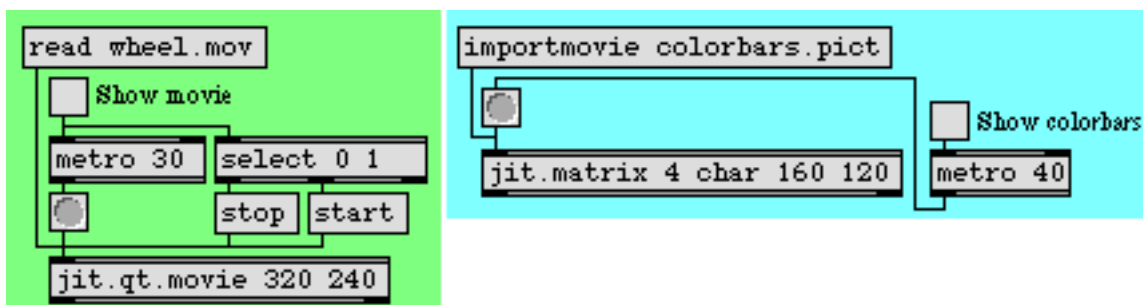 read wheel.mov
Show movie
metro 30
select 0 1
stop
start
jit.qt.movie 320 240
importmovie colorbars.pict
Show colorbars
jit.matrix 4 char 160 120
metro 40